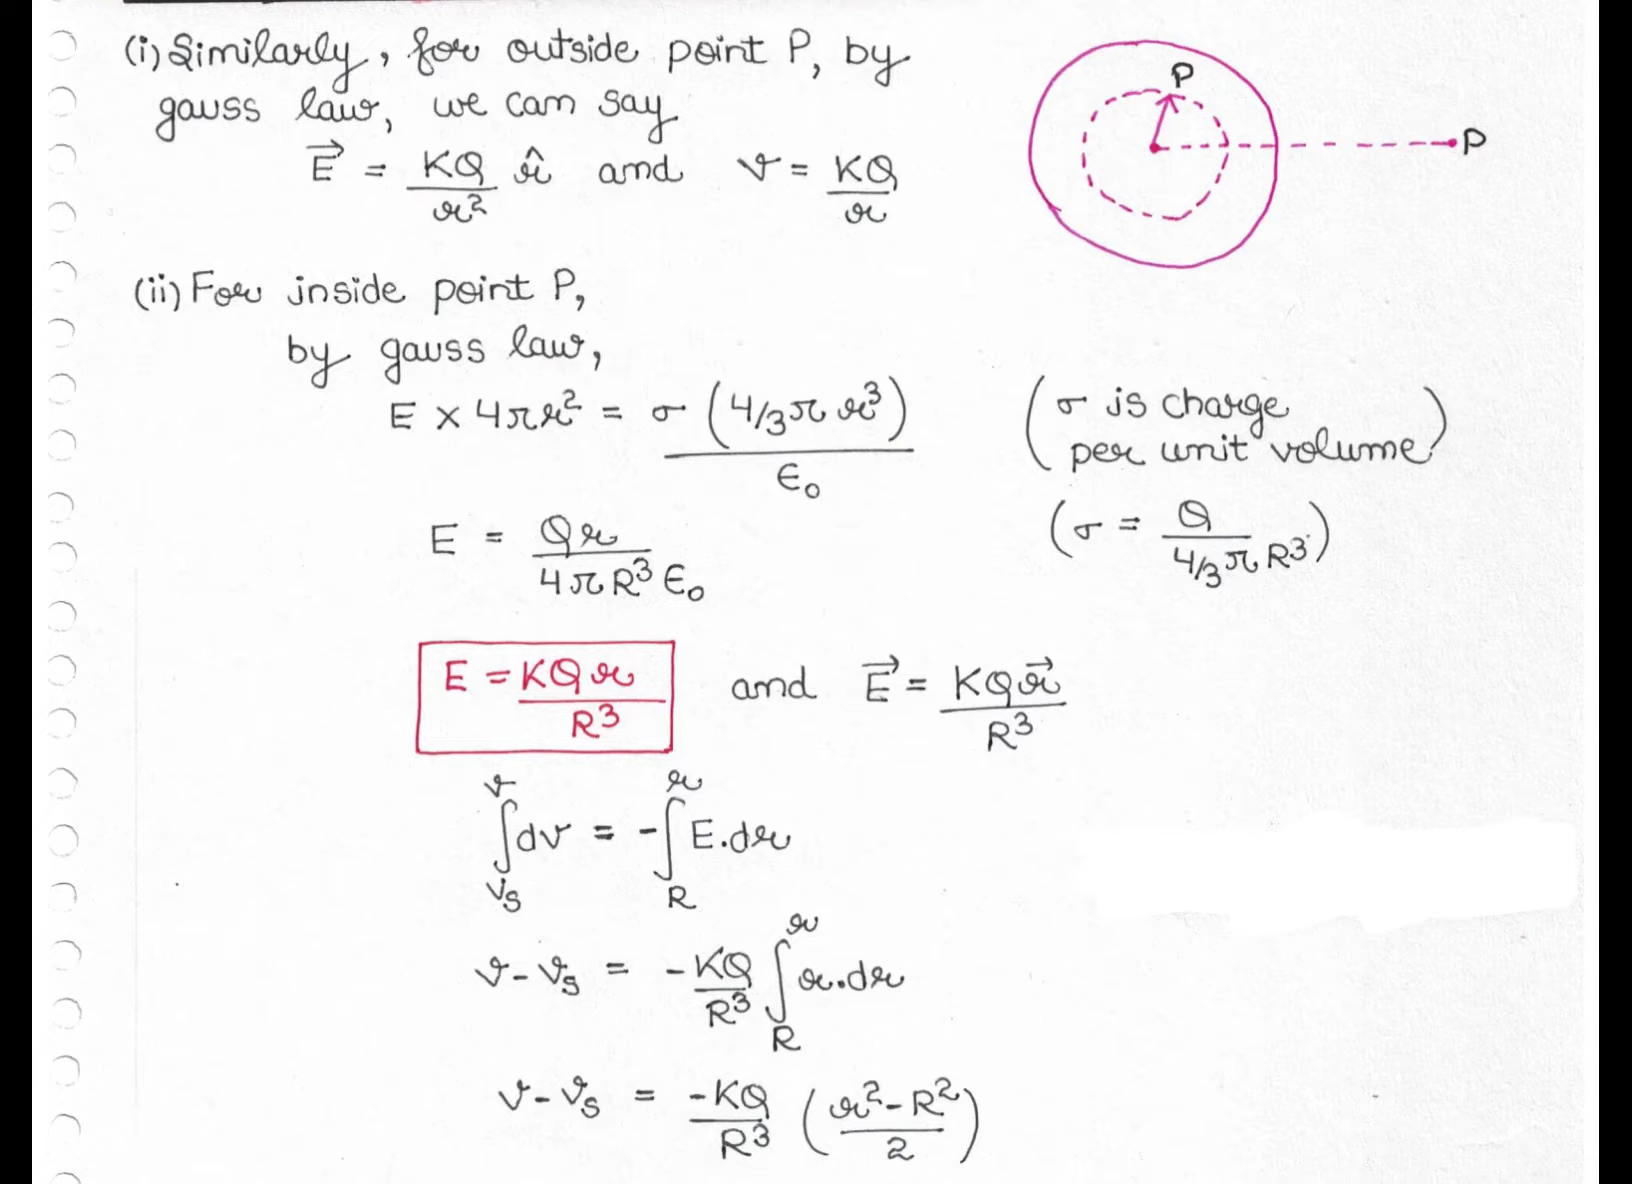 (i) Similarly, for outside point P, by
gauss law, we can say
E⃗ = KQ/r² r̂ and v = KQ/r
P
P
(ii) For inside point P,
by gauss law,
E × 4πr² = σ (4/3 π r³)/ϵ₀
(σ is charge
per unit volume)
E = Qr/4πR³ϵ₀
(σ = Q/(4/3 π R³))
E = KQr/R³ and E⃗ = KQr⃗/R³
∫_{Vs}^{v} dv = -∫_{R}^{r} E.dr
v - vs = -KQ/R³ ∫_{R}^{r} r.dr
v - vs = -KQ/R³ ((r² - R²)/2)